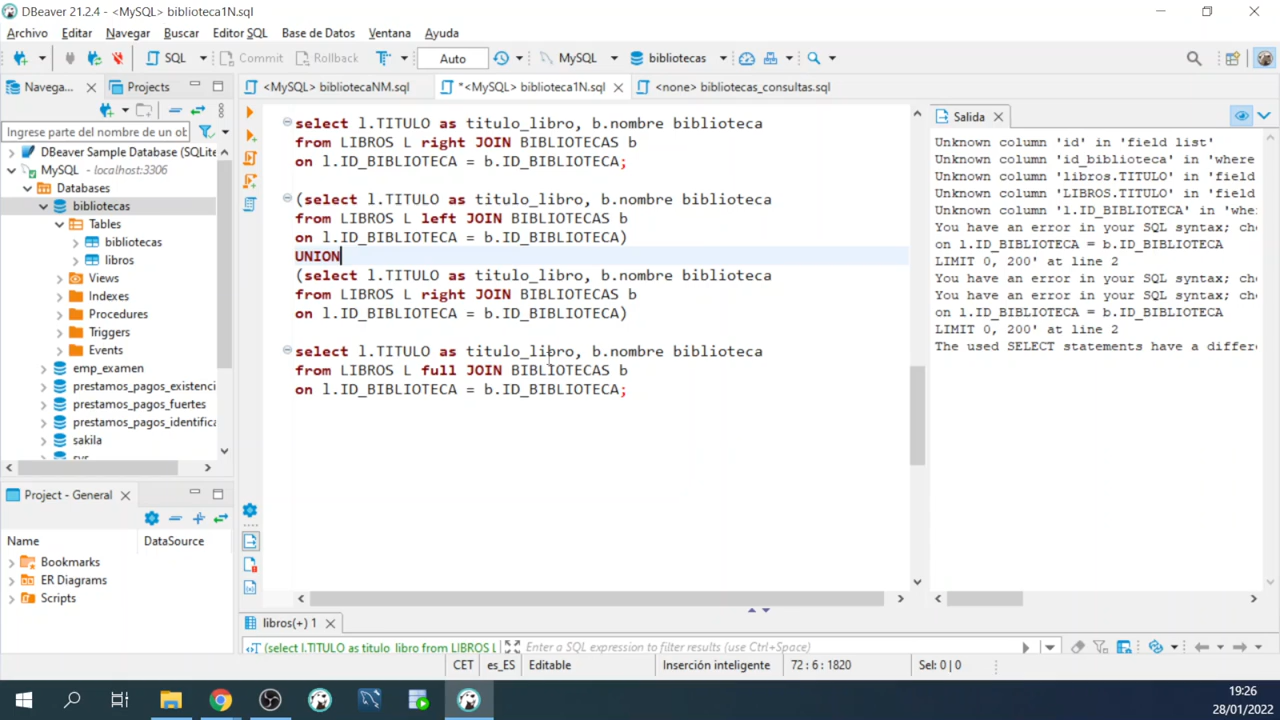 DBeaver 21.2.4 - <MySQL> biblioteca1N.sql
Archivo Editar Navegar Buscar Editor SQL Base de Datos Ventana Ayuda
SQL Commit Rollback Auto MySQL bibliotecas
Navega... Projects
<MySQL> bibliotecaNM.sql
*<MySQL> biblioteca1N.sql
<none> bibliotecas_consultas.sql
Ingrese parte del nombre de un ob
DBeaver Sample Database (SQLite
MySQL - localhost:3306
Databases
bibliotecas
Tables
bibliotecas
libros
Views
Indexes
Procedures
Triggers
Events
emp_examen
prestamos_pagos_existenci
prestamos_pagos_fuertes
prestamos_pagos_identifica
sakila
sys
Project - General
Name DataSource
Bookmarks
ER Diagrams
Scripts
select l.TITULO as titulo_libro, b.nombre biblioteca
from LIBROS L right JOIN BIBLIOTECAS b
on l.ID_BIBLIOTECA = b.ID_BIBLIOTECA;
(select l.TITULO as titulo_libro, b.nombre biblioteca
from LIBROS L left JOIN BIBLIOTECAS b
on l.ID_BIBLIOTECA = b.ID_BIBLIOTECA)
UNION
(select l.TITULO as titulo_libro, b.nombre biblioteca
from LIBROS L right JOIN BIBLIOTECAS b
on l.ID_BIBLIOTECA = b.ID_BIBLIOTECA)
select l.TITULO as titulo_libro, b.nombre biblioteca
from LIBROS L full JOIN BIBLIOTECAS b
on l.ID_BIBLIOTECA = b.ID_BIBLIOTECA;
Salida
Unknown column 'id' in 'field list'
Unknown column 'id_biblioteca' in 'where
Unknown column 'libros.TITULO' in 'field
Unknown column 'LIBROS.TITULO' in 'field
Unknown column 'l.ID_BIBLIOTECA' in 'whe
You have an error in your SQL syntax; che
on l.ID_BIBLIOTECA = b.ID_BIBLIOTECA
LIMIT 0, 200' at line 2
You have an error in your SQL syntax; che
You have an error in your SQL syntax; che
on l.ID_BIBLIOTECA = b.ID_BIBLIOTECA
LIMIT 0, 200' at line 2
The used SELECT statements have a differe
libros(+) 1
(select l.TITULO as titulo_libro from LIBROS L
Enter a SQL expression to filter results (use Ctrl+Space)
CET es_ES Editable Inserción inteligente 72 : 6 : 1820 Sel: 0 | 0
19:26
28/01/2022